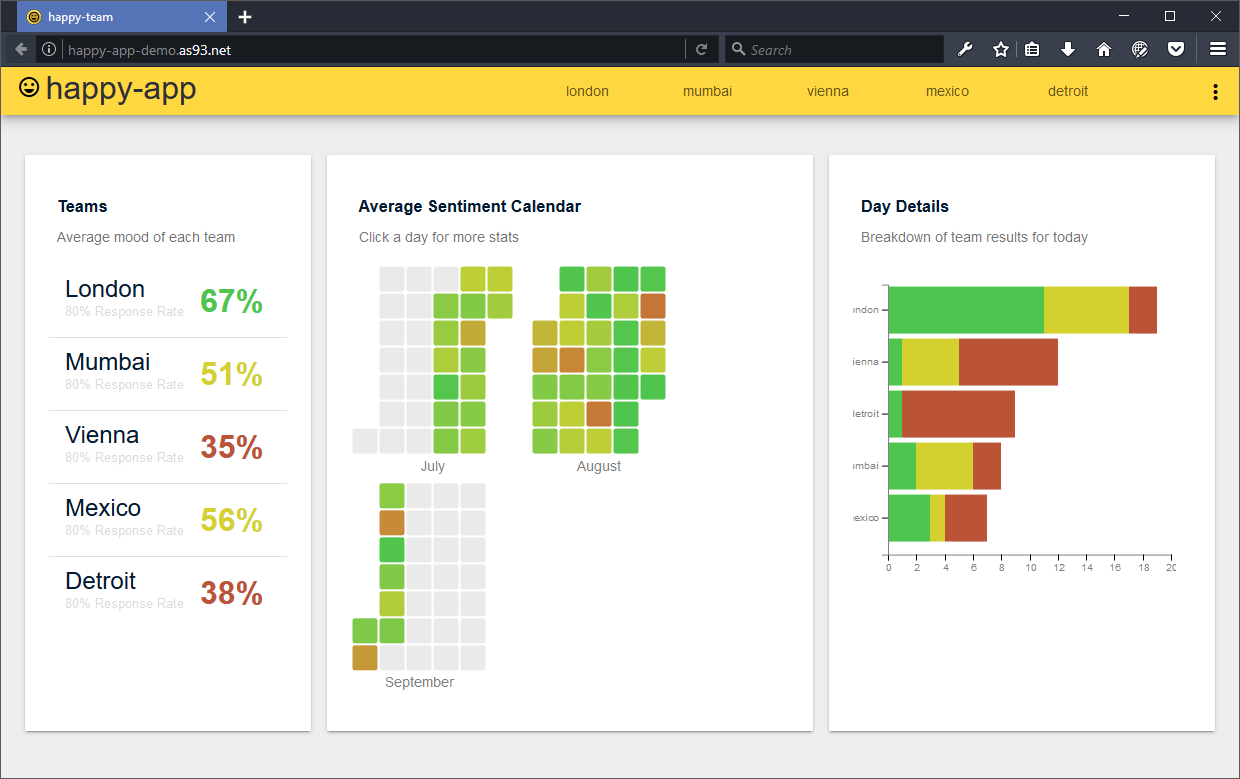 happy-team
happy-app-demo.as93.net
Search
happy-app
london mumbai vienna mexico detroit
Teams
Average mood of each team
London
80% Response Rate
67%
Mumbai
80% Response Rate
51%
Vienna
80% Response Rate
35%
Mexico
80% Response Rate
56%
Detroit
80% Response Rate
38%
Average Sentiment Calendar
Click a day for more stats
July
August
September
Day Details
Breakdown of team results for today
ondon
ienna
detroit
mbai
exico
0 2 4 6 8 10 12 14 16 18 20